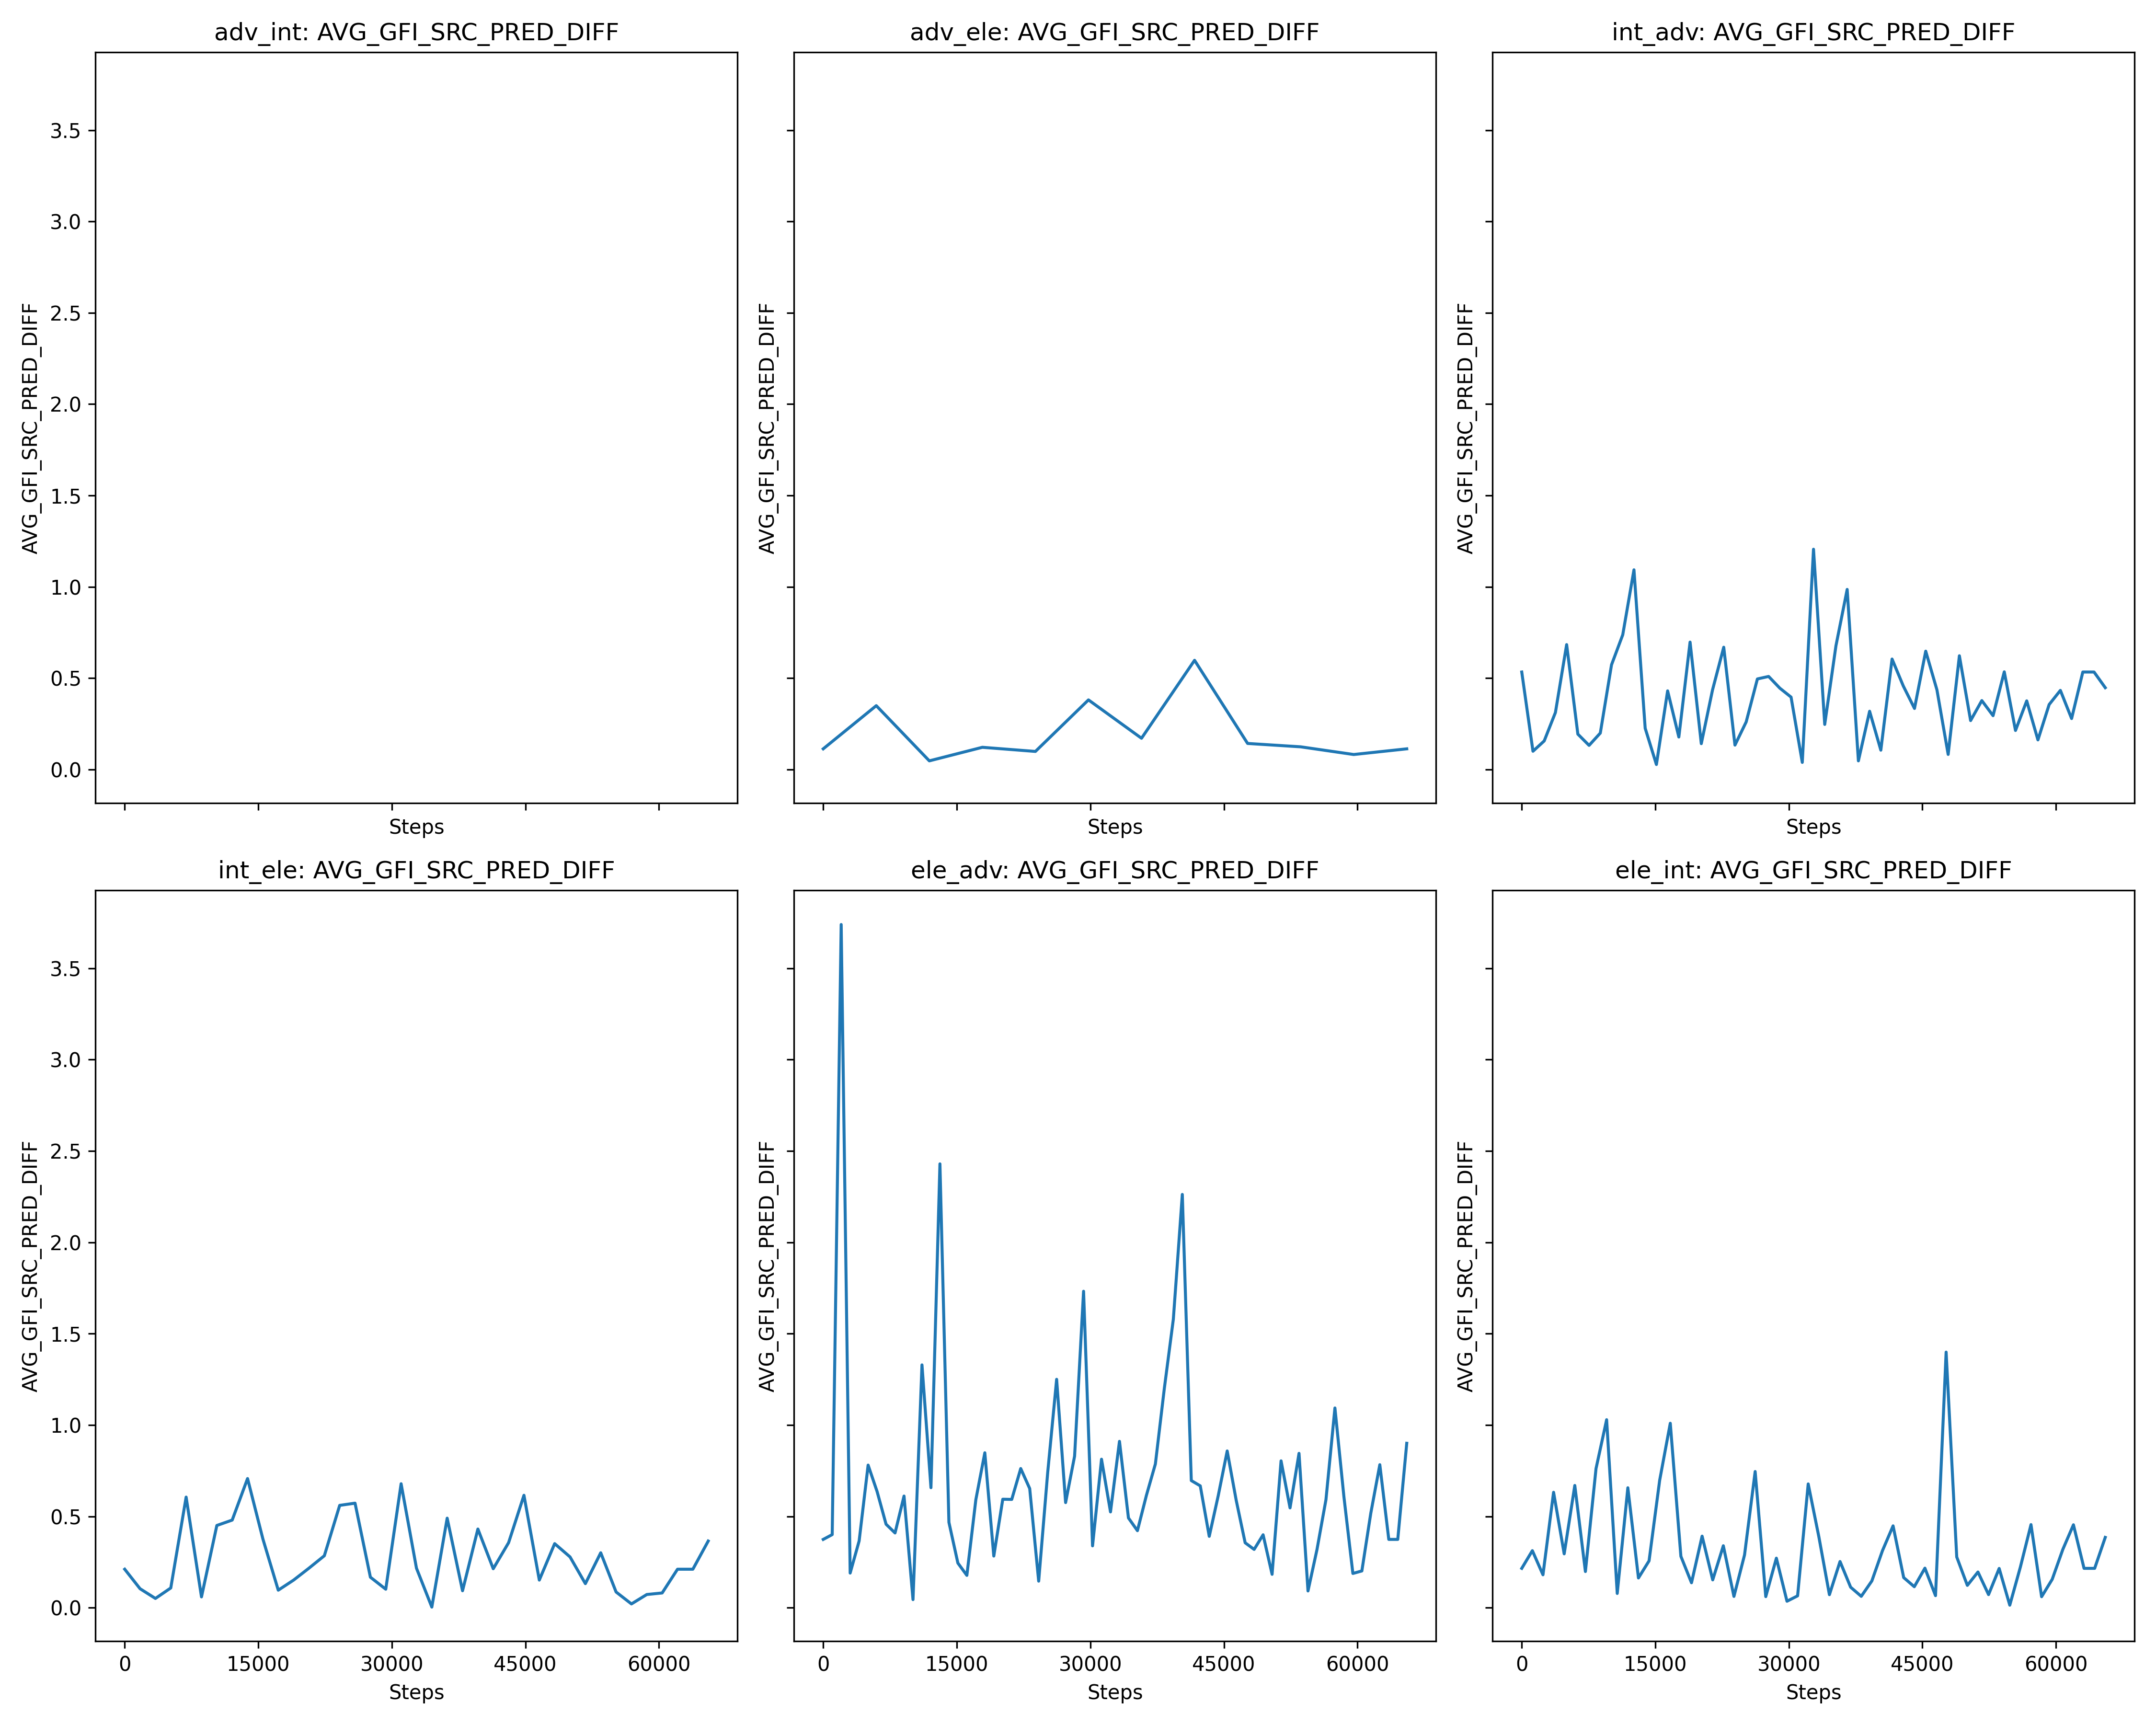 adv_int: AVG_GFI_SRC_PRED_DIFF
adv_ele: AVG_GFI_SRC_PRED_DIFF
int_adv: AVG_GFI_SRC_PRED_DIFF
AVG_GFI_SRC_PRED_DIFF
3.5
3.0
2.5
2.0
1.5
1.0
0.5
0.0
Steps
AVG_GFI_SRC_PRED_DIFF
Steps
AVG_GFI_SRC_PRED_DIFF
Steps
int_ele: AVG_GFI_SRC_PRED_DIFF
ele_adv: AVG_GFI_SRC_PRED_DIFF
ele_int: AVG_GFI_SRC_PRED_DIFF
AVG_GFI_SRC_PRED_DIFF
3.5
3.0
2.5
2.0
1.5
1.0
0.5
0.0
0 15000 30000 45000 60000
Steps
AVG_GFI_SRC_PRED_DIFF
0 15000 30000 45000 60000
Steps
AVG_GFI_SRC_PRED_DIFF
0 15000 30000 45000 60000
Steps